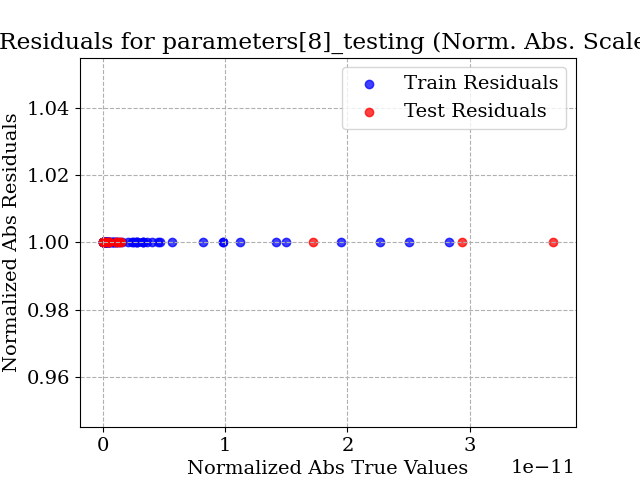 Residuals for parameters[8]_testing (Norm. Abs. Scale
Train Residuals
Test Residuals
Normalized Abs Residuals
1.04
1.02
1.00
0.98
0.96
0 1 2 3
1e−11
Normalized Abs True Values